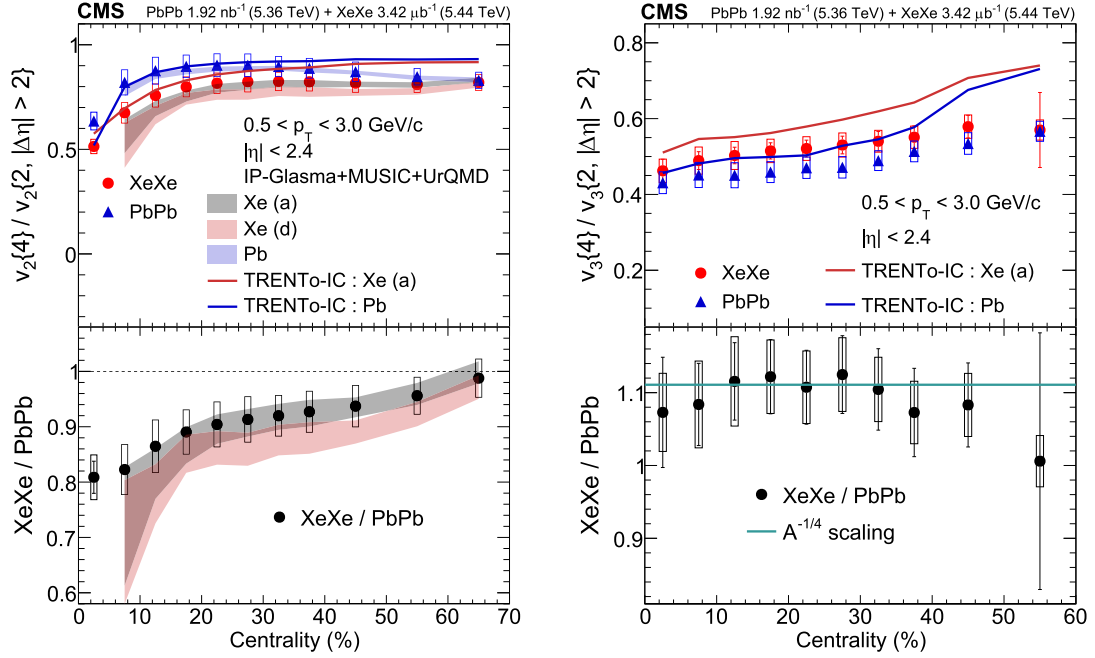 CMS PbPb 1.92 nb⁻¹ (5.36 TeV) + XeXe 3.42 μb⁻¹ (5.44 TeV)
v₂{4} / v₂{2, |Δη| > 2}
1
0.5
0
0.5 < p_T < 3.0 GeV/c
|η| < 2.4
IP-Glasma+MUSIC+UrQMD
XeXe
PbPb
Xe (a)
Xe (d)
Pb
TRENTo-IC : Xe (a)
TRENTo-IC : Pb
XeXe / PbPb
1
0.9
0.8
0.7
0.6
XeXe / PbPb
0 10 20 30 40 50 60 70
Centrality (%)
CMS PbPb 1.92 nb⁻¹ (5.36 TeV) + XeXe 3.42 μb⁻¹ (5.44 TeV)
v₃{4} / v₃{2, |Δη| > 2}
0.8
0.6
0.4
0.2
0.5 < p_T < 3.0 GeV/c
|η| < 2.4
XeXe
PbPb
TRENTo-IC : Xe (a)
TRENTo-IC : Pb
XeXe / PbPb
1.1
1
0.9
XeXe / PbPb
A⁻¹/⁴ scaling
0 10 20 30 40 50 60
Centrality (%)